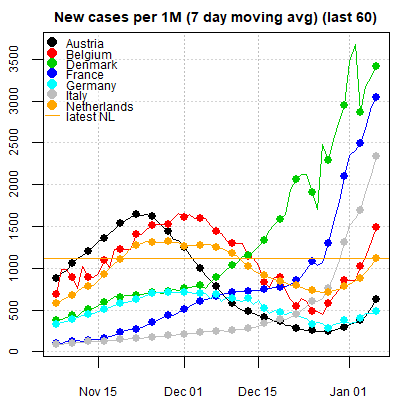 New cases per 1M (7 day moving avg) (last 60)
Austria
Belgium
Denmark
France
Germany
Italy
Netherlands
latest NL
3500
3000
2500
2000
1500
1000
500
0
Nov 15 Dec 01 Dec 15 Jan 01